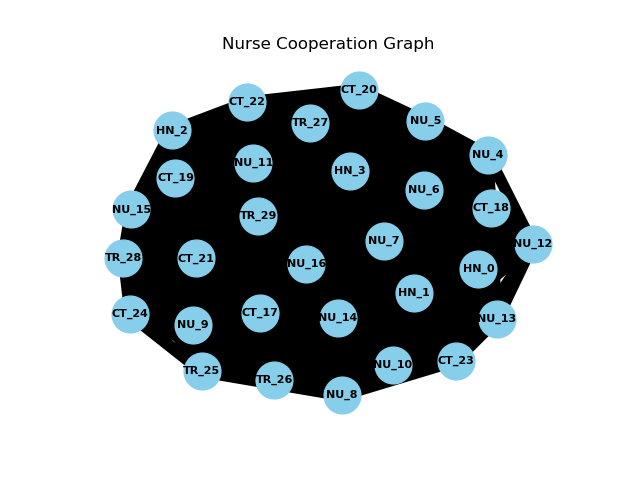 Nurse Cooperation Graph
CT_20
CT_22
NU_5
TR_27
HN_2
NU_4
NU_11
HN_3
CT_19
NU_6
CT_18
NU_15
TR_29
NU_7
NU_12
TR_28
CT_21
NU_16
HN_0
HN_1
CT_24
CT_17
NU_14
NU_13
NU_9
CT_23
NU_10
TR_25
TR_26
NU_8